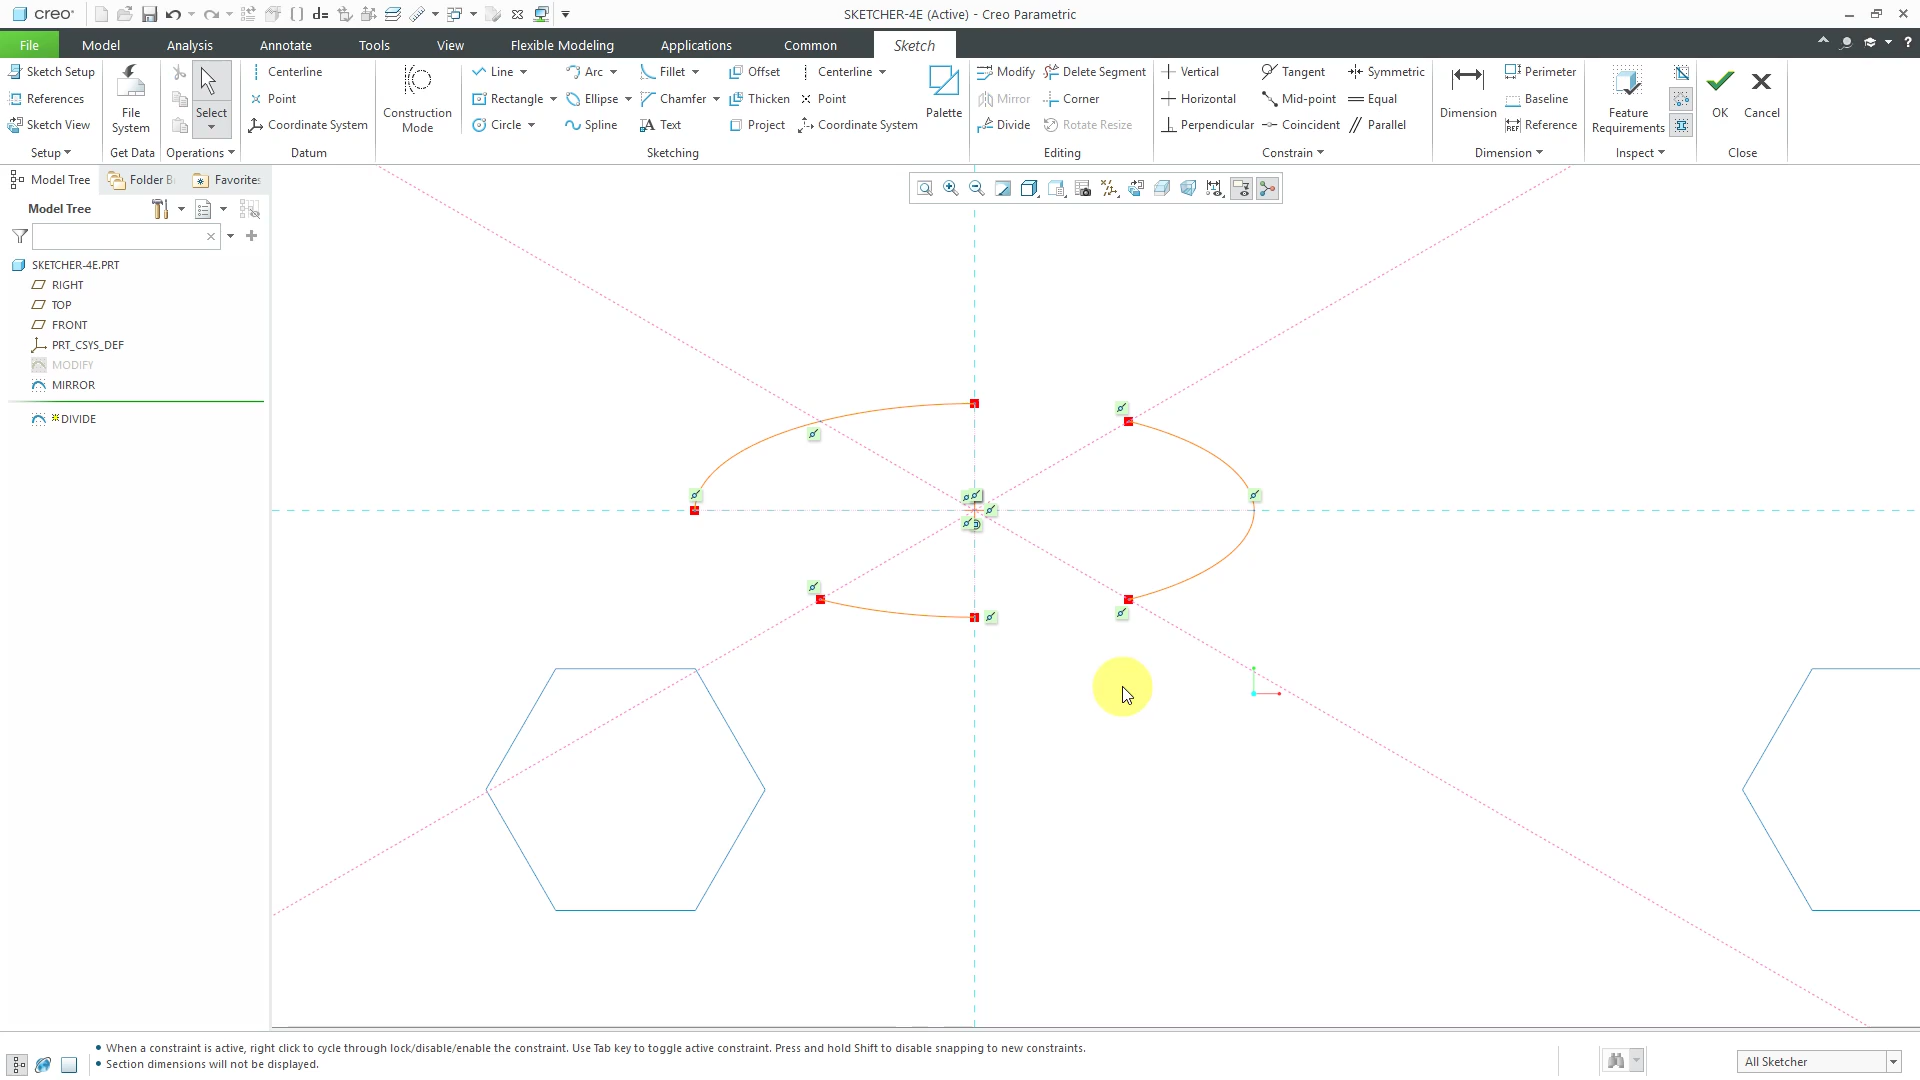 creo
SKETCHER-4E (Active) - Creo Parametric
File
Model
Analysis
Annotate
Tools
View
Flexible Modeling
Applications
Common
Sketch
Sketch Setup
References
Sketch View
Setup
File System
Get Data
Select
Operations
Centerline
Point
Coordinate System
Datum
Construction Mode
Line
Arc
Fillet
Offset
Centerline
Rectangle
Ellipse
Chamfer
Thicken
Point
Circle
Spline
Text
Project
Coordinate System
Palette
Sketching
Modify
Delete Segment
Mirror
Corner
Divide
Rotate Resize
Editing
Vertical
Tangent
Symmetric
Horizontal
Mid-point
Equal
Perpendicular
Coincident
Parallel
Constrain
Dimension
Perimeter
Baseline
Reference
Dimension
Feature Requirements
Inspect
OK
Cancel
Close
Model Tree
Folder B
Favorites
Model Tree
SKETCHER-4E.PRT
RIGHT
TOP
FRONT
PRT_CSYS_DEF
MODIFY
MIRROR
DIVIDE
When a constraint is active, right click to cycle through lock/disable/enable the constraint. Use Tab key to toggle active constraint. Press and hold Shift to disable snapping to new constraints.
Section dimensions will not be displayed.
All Sketcher